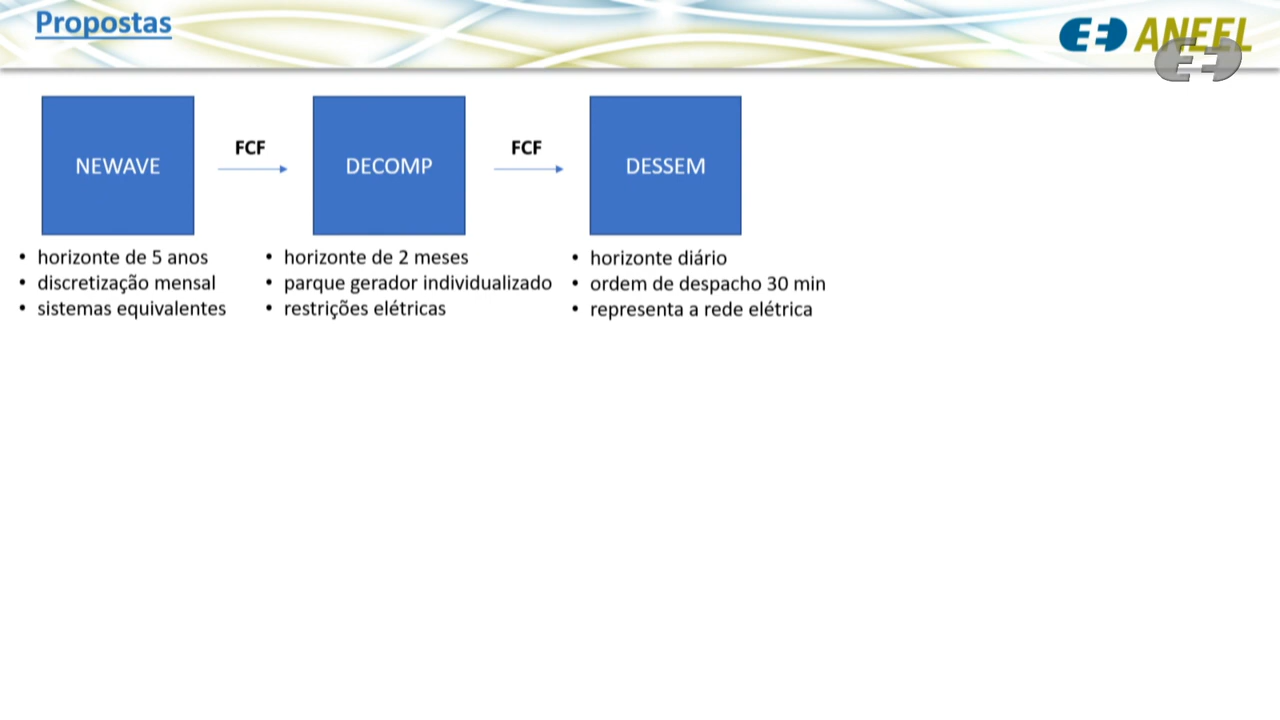 Propostas
ANEEL
NEWAVE
FCF
DECOMP
FCF
DESSEM
• horizonte de 5 anos
• discretização mensal
• sistemas equivalentes
• horizonte de 2 meses
• parque gerador individualizado
• restrições elétricas
• horizonte diário
• ordem de despacho 30 min
• representa a rede elétrica